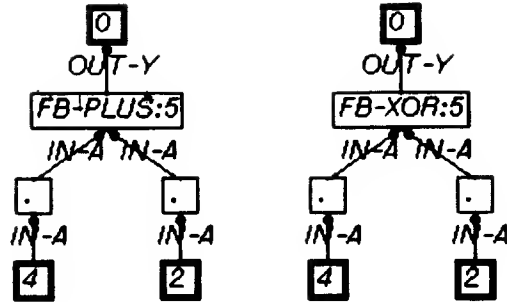 0 0
OUT-Y OUT-Y
FB-PLUS:5 FB-XOR:5
IN-A IN-A IN-A IN-A
. . . .
IN-A IN-A IN-A IN-A
4 2 4 2